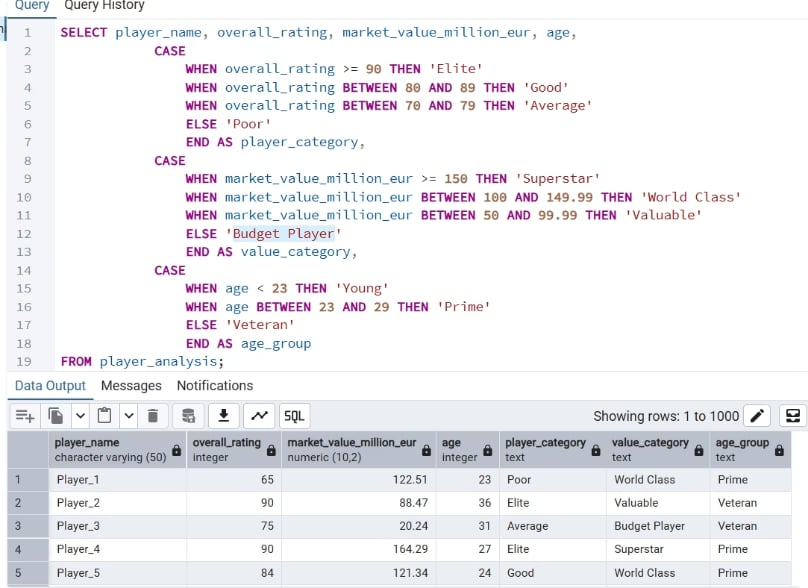 Query Query History
1 SELECT player_name, overall_rating, market_value_million_eur, age,
2 CASE
3 WHEN overall_rating >= 90 THEN 'Elite'
4 WHEN overall_rating BETWEEN 80 AND 89 THEN 'Good'
5 WHEN overall_rating BETWEEN 70 AND 79 THEN 'Average'
6 ELSE 'Poor'
7 END AS player_category,
8 CASE
9 WHEN market_value_million_eur >= 150 THEN 'Superstar'
10 WHEN market_value_million_eur BETWEEN 100 AND 149.99 THEN 'World Class'
11 WHEN market_value_million_eur BETWEEN 50 AND 99.99 THEN 'Valuable'
12 ELSE 'Budget Player'
13 END AS value_category,
14 CASE
15 WHEN age < 23 THEN 'Young'
16 WHEN age BETWEEN 23 AND 29 THEN 'Prime'
17 ELSE 'Veteran'
18 END AS age_group
19 FROM player_analysis;
Data Output Messages Notifications
SQL Showing rows: 1 to 1000
player_name overall_rating market_value_million_eur age player_category value_category age_group
character varying (50) integer numeric (10,2) integer text text text
1 Player_1 65 122.51 23 Poor World Class Prime
2 Player_2 90 88.47 36 Elite Valuable Veteran
3 Player_3 75 20.24 31 Average Budget Player Veteran
4 Player_4 90 164.29 27 Elite Superstar Prime
5 Player_5 84 121.34 24 Good World Class Prime